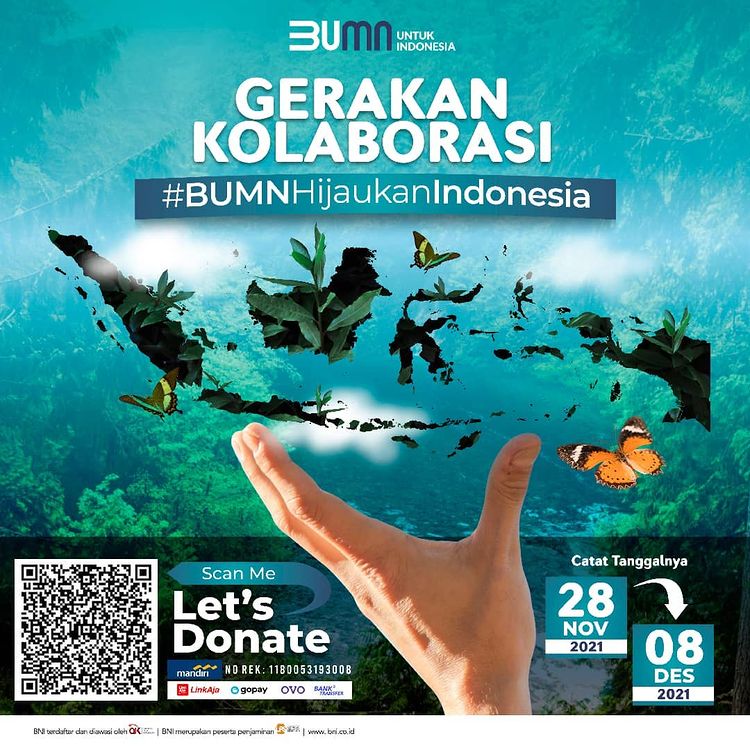 BUMN UNTUK
INDONESIA
GERAKAN
KOLABORASI
#BUMNHijaukanIndonesia
Scan Me
Let's
Donate
mandiri NO REK: 1180053193008
LinkAja gopay OVO BANK TRANSFER
Catat Tanggalnya
28
NOV
2021
08
DES
2021
BNI terdaftar dan diawasi oleh | BNI merupakan peserta penjaminan | www.bni.co.id